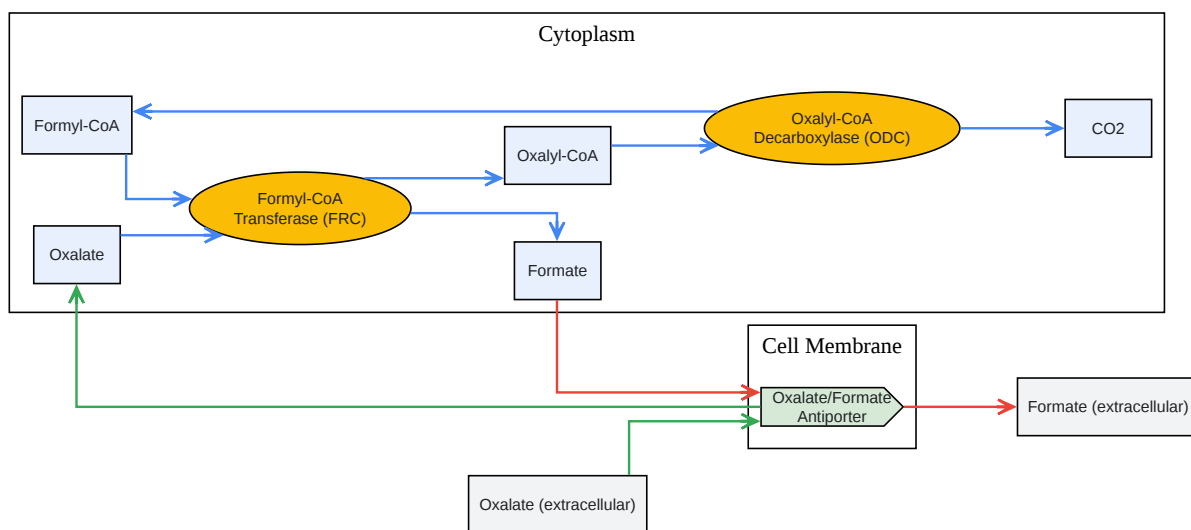 Cytoplasm
Formyl-CoA
Oxalyl-CoA
Oxalyl-CoA
Decarboxylase (ODC)
CO2
Formyl-CoA
Transferase (FRC)
Oxalate
Formate
Cell Membrane
Oxalate/Formate
Antiporter
Formate (extracellular)
Oxalate (extracellular)